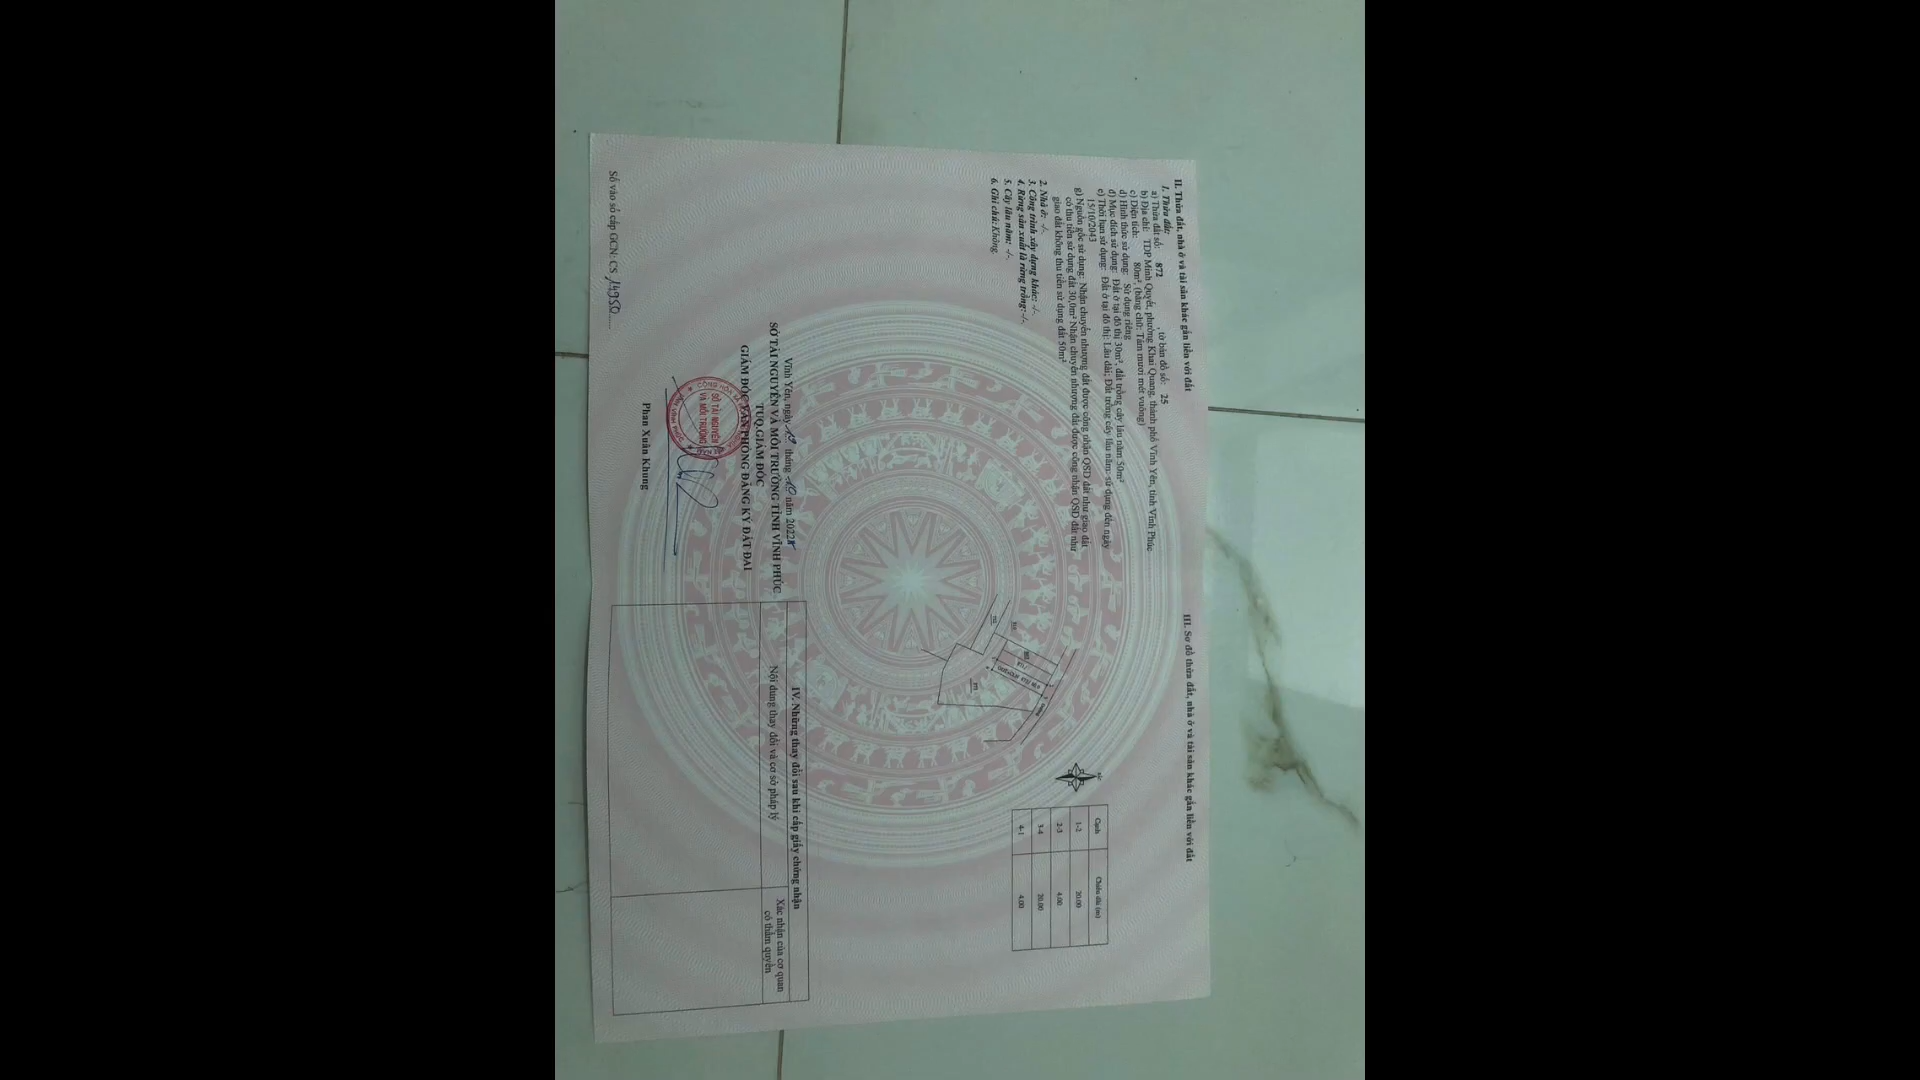 II. Thửa đất, nhà ở và tài sản khác gắn liền với đất
1. Thửa đất:
a) Thửa đất số: 872 , tờ bản đồ số: 25
b) Địa chỉ: TDP Minh Quyết, phường Khai Quang, thành phố Vĩnh Yên, tỉnh Vĩnh Phúc
c) Diện tích: 80m², (bằng chữ: Tám mươi mét vuông)
d) Hình thức sử dụng: Sử dụng riêng
đ) Mục đích sử dụng: Đất ở tại đô thị 30m², đất trồng cây lâu năm 50m²
e) Thời hạn sử dụng: Đất ở tại đô thị: Lâu dài; Đất trồng cây lâu năm: sử dụng đến ngày
15/10/2043
g) Nguồn gốc sử dụng: Nhận chuyển nhượng đất được công nhận QSD đất như giao đất
có thu tiền sử dụng đất 30,0m² Nhận chuyển nhượng đất được công nhận QSD đất như
giao đất không thu tiền sử dụng đất 50m²
2. Nhà ở: -/-
3. Công trình xây dựng khác: -/-
4. Rừng sản xuất là rừng trồng: -/-
5. Cây lâu năm: -/-
6. Ghi chú: Không.
Vĩnh Yên, ngày tháng 10 năm 2022
SỞ TÀI NGUYÊN VÀ MÔI TRƯỜNG TỈNH VĨNH PHÚC
TUQ.GIÁM ĐỐC
GIÁM ĐỐC VĂN PHÒNG ĐĂNG KÝ ĐẤT ĐAI
SỞ TÀI NGUYÊN
VÀ MÔI TRƯỜNG
Phan Xuân Khung
Số vào sổ cấp GCN: CS 14950
III. Sơ đồ thửa đất, nhà ở và tài sản khác gắn liền với đất
Cạnh Chiều dài (m)
1-2 20.00
2-3 4.00
3-4 20.00
4-1 4.00
IV. Những thay đổi sau khi cấp giấy chứng nhận
Nội dung thay đổi và cơ sở pháp lý
Xác nhận của cơ quan
có thẩm quyền